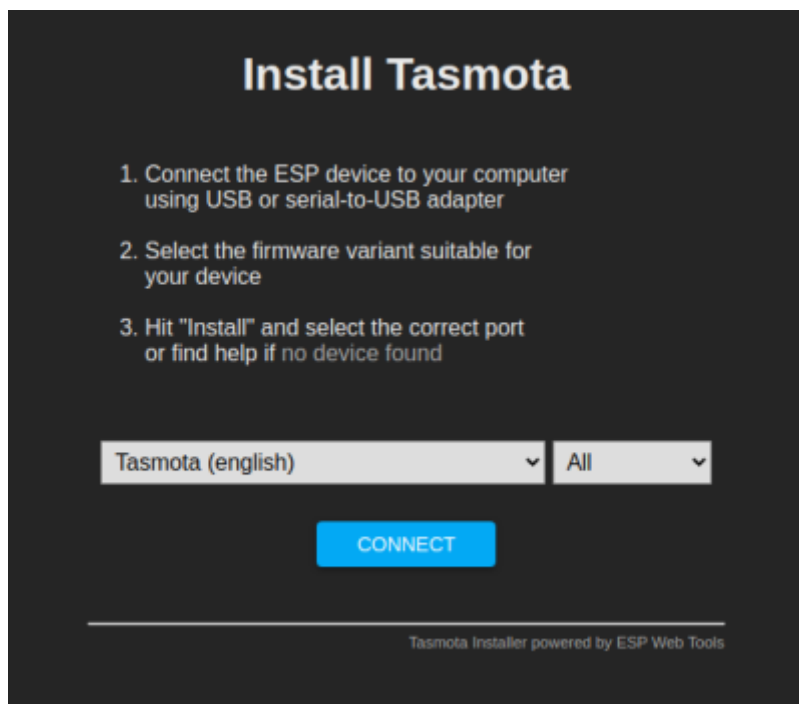 Install Tasmota
1. Connect the ESP device to your computer
using USB or serial-to-USB adapter
2. Select the firmware variant suitable for
your device
3. Hit "Install" and select the correct port
or find help if no device found
Tasmota (english) All
CONNECT
Tasmota Installer powered by ESP Web Tools